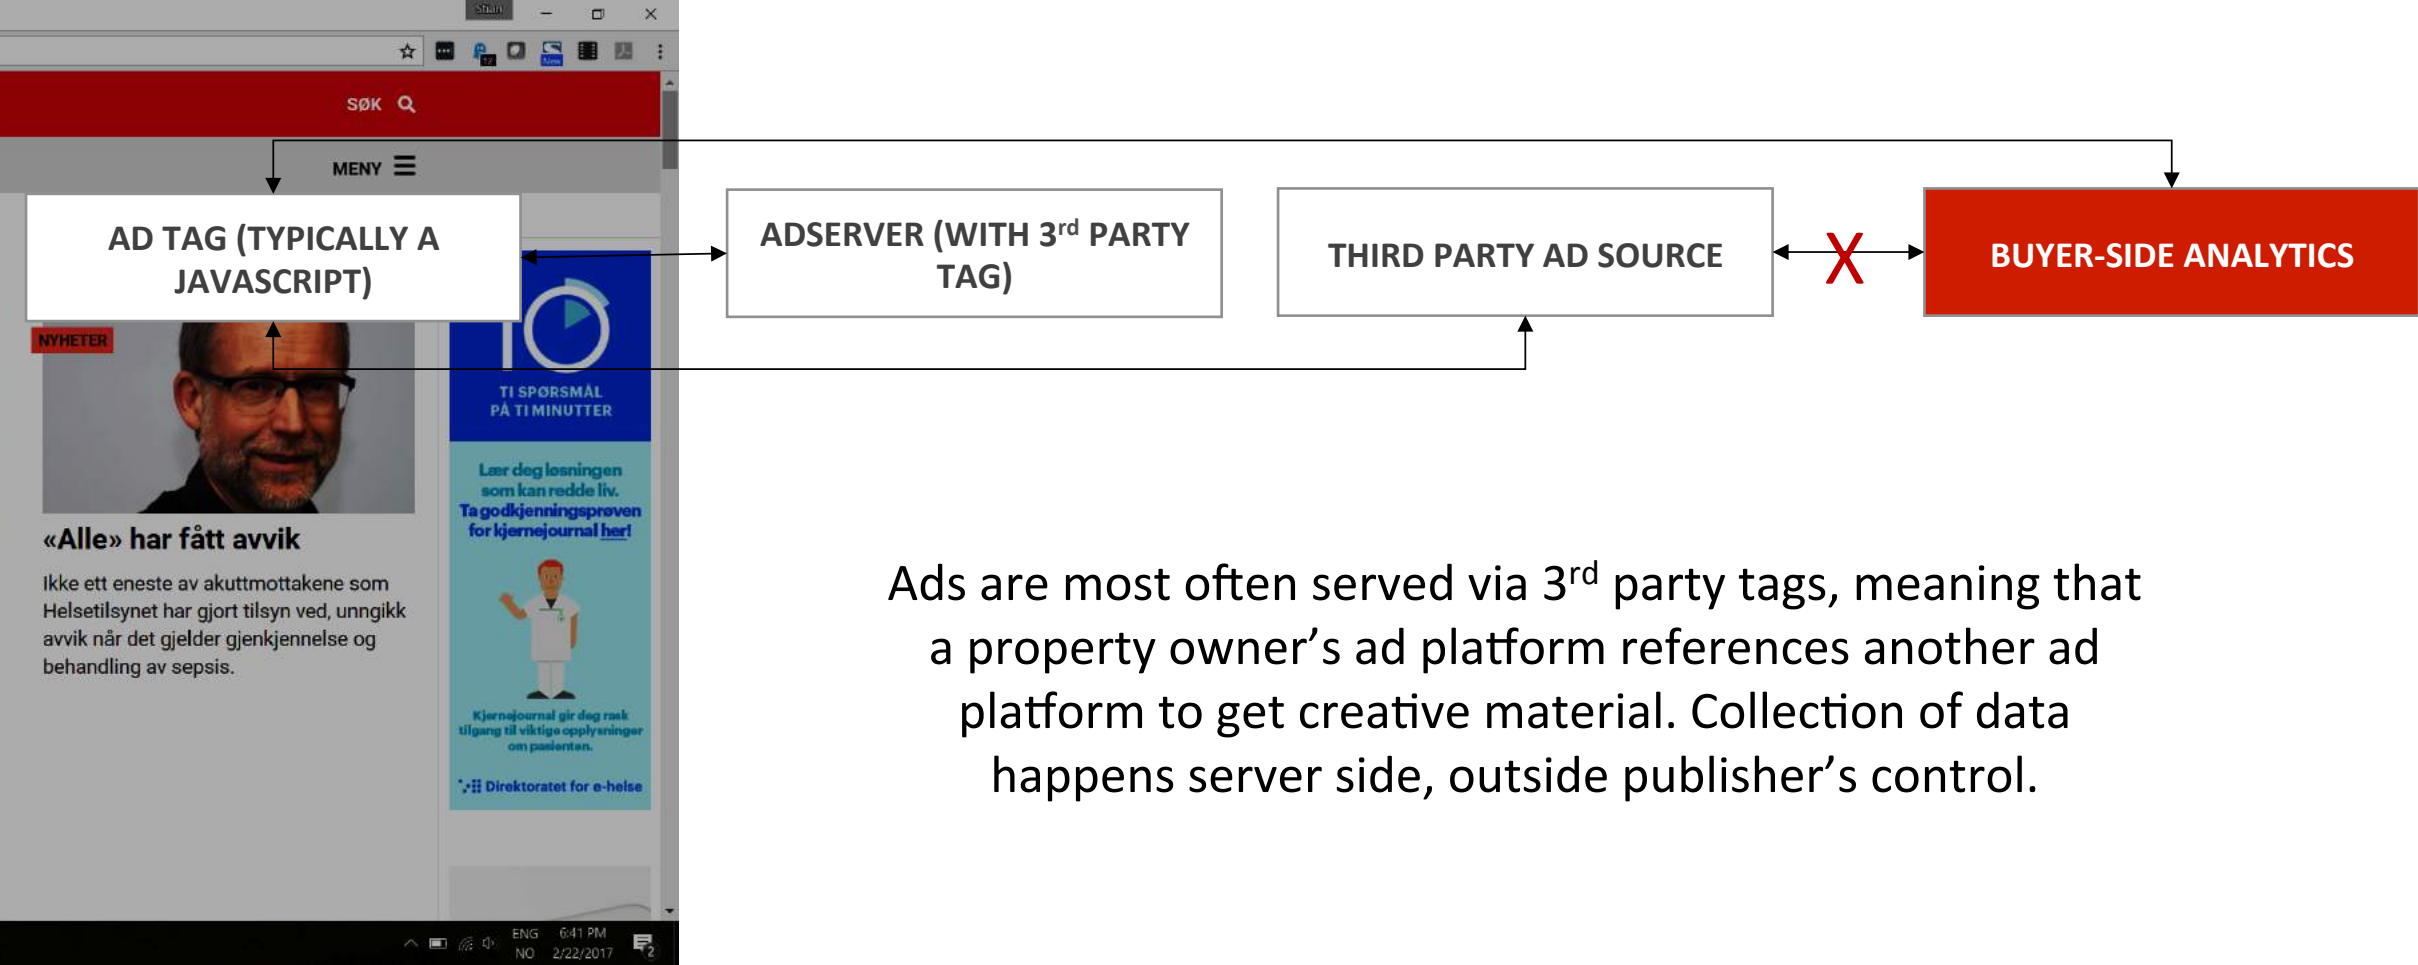 Stian
12
New
SØK
MENY
AD TAG (TYPICALLY A
JAVASCRIPT)
ADSERVER (WITH 3rd PARTY
TAG)
THIRD PARTY AD SOURCE
X
BUYER-SIDE ANALYTICS
NYHETER
«Alle» har fått avvik
Ikke ett eneste av akuttmottakene som
Helsetilsynet har gjort tilsyn ved, unngikk
avvik når det gjelder gjenkjennelse og
behandling av sepsis.
TI SPØRSMÅL
PÅ TI MINUTTER
Lær deg løsningen
som kan redde liv.
Ta godkjenningsprøven
for kjernejournal her!
Kjernejournal gir deg rask
tilgang til viktige opplysninger
om pasienten.
Direktoratet for e-helse
Ads are most often served via 3rd party tags, meaning that
a property owner's ad platform references another ad
platform to get creative material. Collection of data
happens server side, outside publisher's control.
ENG 6:41 PM
NO 2/22/2017
2